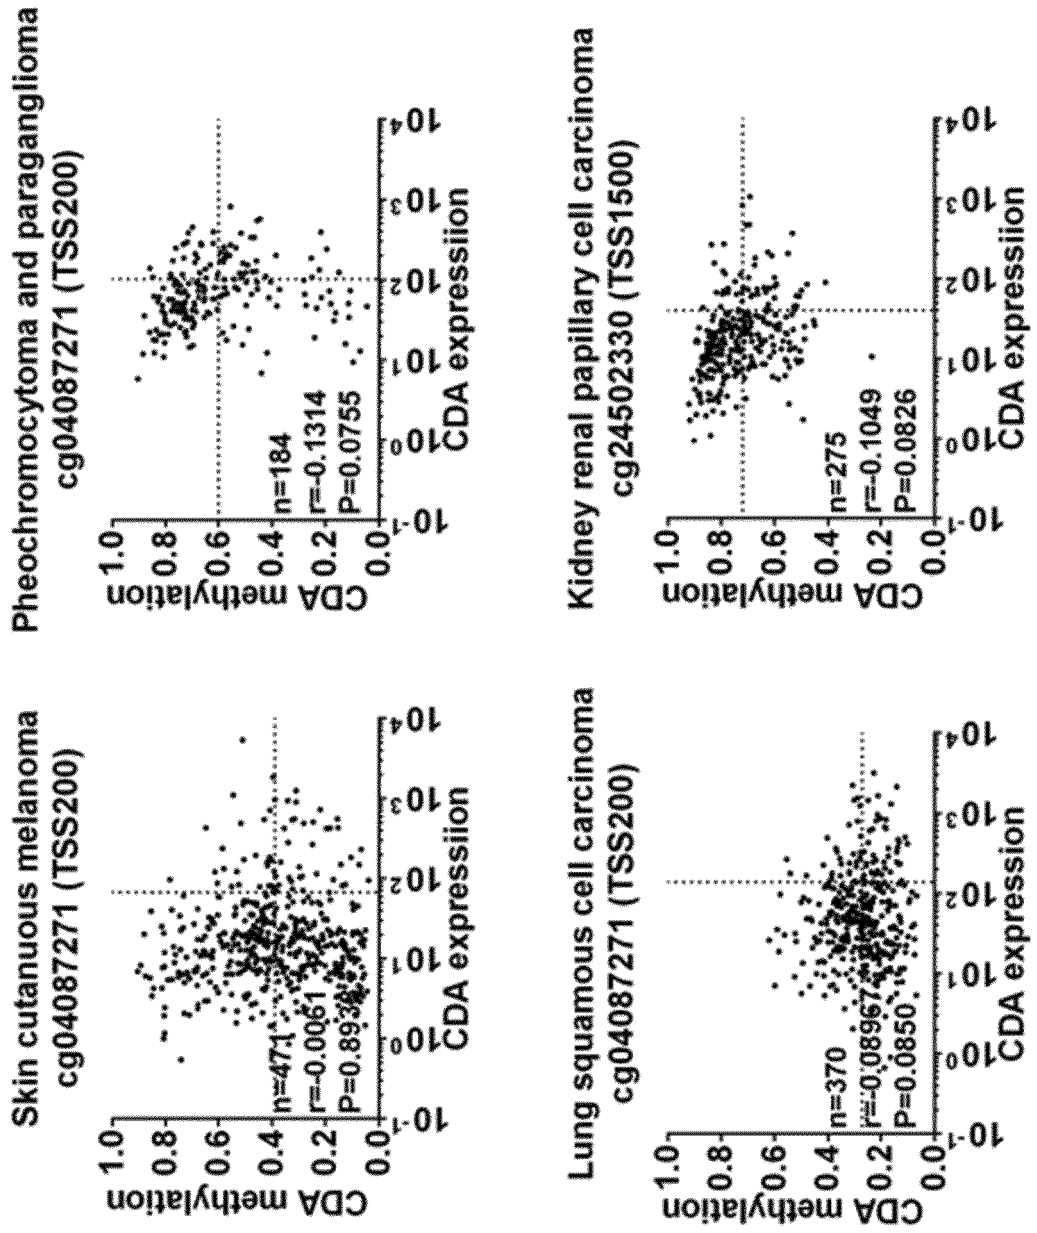 Skin cutanuous melanoma
cg04087271 (TSS200)
CDA methylation
1.0
0.8
0.6
0.4
0.2
0.0
n=471
r=-0.0061
10-1
100
101
102
103
104
CDA expressiion
Pheochromocytoma and paraganglioma
cg04087271 (TSS200)
CDA methylation
1.0
0.8
0.6
0.4
0.2
0.0
n=184
r=-0.1314
P=0.0755
10-1
100
101
102
103
104
CDA expressiion
Lung squamous cell carcinoma
cg04087271 (TSS200)
CDA methylation
1.0
0.8
0.6
0.4
0.2
0.0
n=370
r=-0.08967
P=0.0850
10-1
100
101
102
103
104
CDA expression
Kidney renal papillary cell carcinoma
cg24502330 (TSS1500)
CDA methylation
1.0
0.8
0.6
0.4
0.2
0.0
n=275
r=-0.1049
P=0.0826
10-1
100
101
102
103
104
CDA expressiion